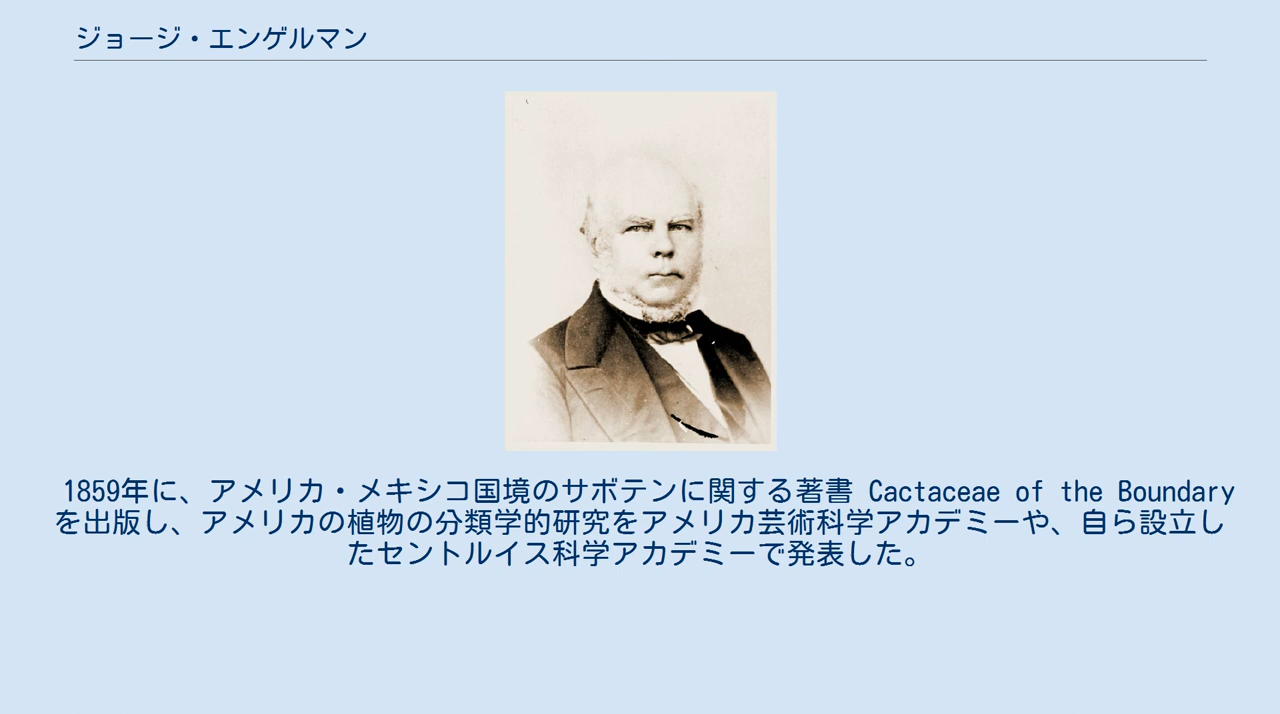 ジョージ・エンゲルマン
1859年に、アメリカ・メキシコ国境のサボテンに関する著書 Cactaceae of the Boundary
を出版し、アメリカの植物の分類学的研究をアメリカ芸術科学アカデミーや、自ら設立し
たセントルイス科学アカデミーで発表した。